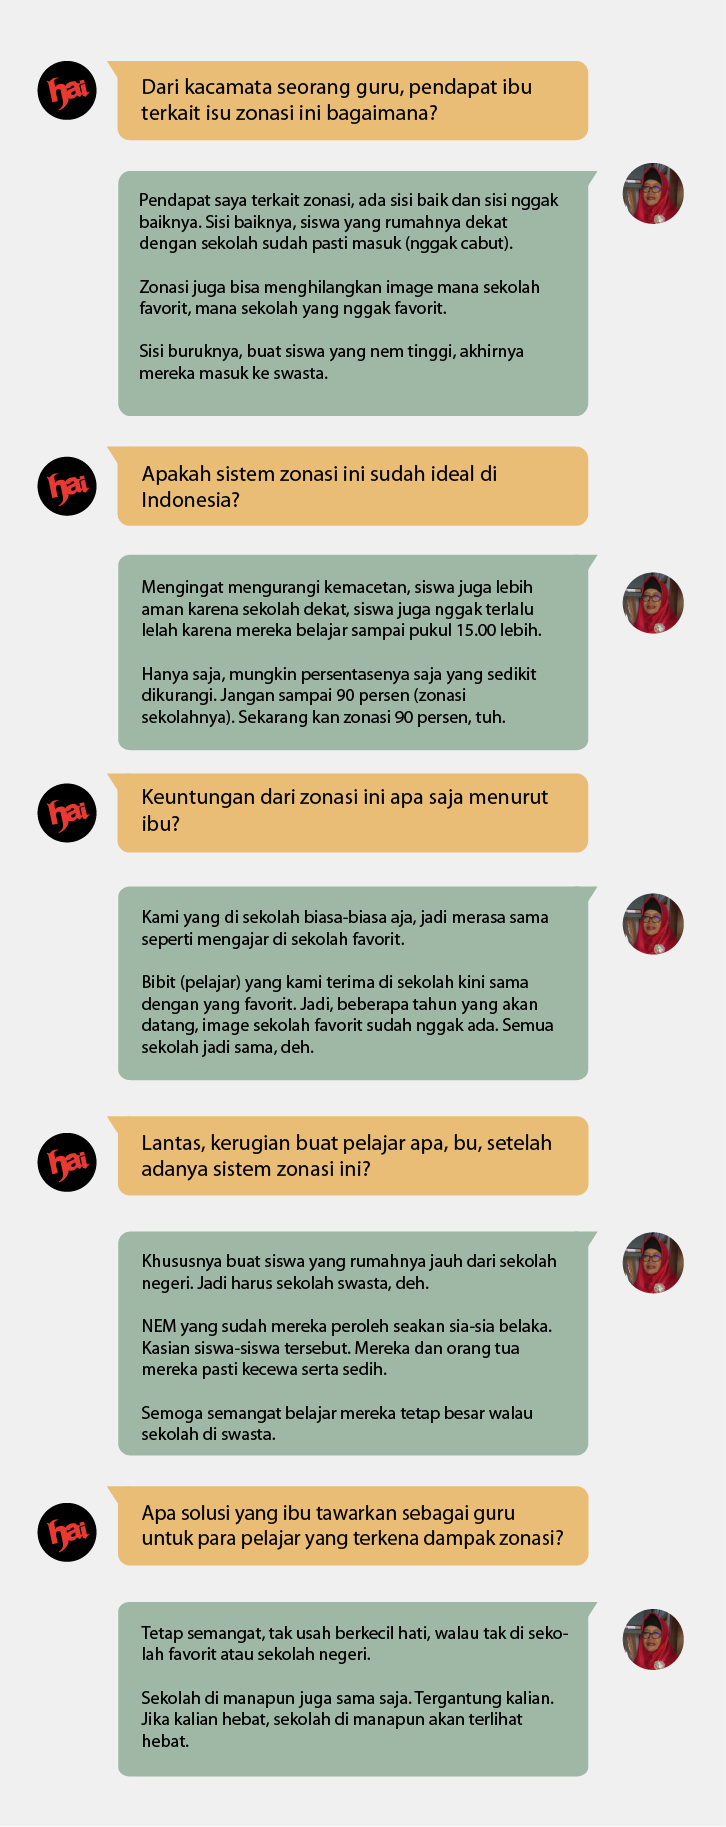 hai
Dari kacamata seorang guru, pendapat ibu
terkait isu zonasi ini bagaimana?
Pendapat saya terkait zonasi, ada sisi baik dan sisi nggak
baiknya. Sisi baiknya, siswa yang rumahnya dekat
dengan sekolah sudah pasti masuk (nggak cabut).
Zonasi juga bisa menghilangkan image mana sekolah
favorit, mana sekolah yang nggak favorit.
Sisi buruknya, buat siswa yang nem tinggi, akhirnya
mereka masuk ke swasta.
hai
Apakah sistem zonasi ini sudah ideal di
Indonesia?
Mengingat mengurangi kemacetan, siswa juga lebih
aman karena sekolah dekat, siswa juga nggak terlalu
lelah karena mereka belajar sampai pukul 15.00 lebih.
Hanya saja, mungkin persentasenya saja yang sedikit
dikurangi. Jangan sampai 90 persen (zonasi
sekolahnya). Sekarang kan zonasi 90 persen, tuh.
hai
Keuntungan dari zonasi ini apa saja menurut
ibu?
Kami yang di sekolah biasa-biasa aja, jadi merasa sama
seperti mengajar di sekolah favorit.
Bibit (pelajar) yang kami terima di sekolah kini sama
dengan yang favorit. Jadi, beberapa tahun yang akan
datang, image sekolah favorit sudah nggak ada. Semua
sekolah jadi sama, deh.
hai
Lantas, kerugian buat pelajar apa, bu, setelah
adanya sistem zonasi ini?
Khususnya buat siswa yang rumahnya jauh dari sekolah
negeri. Jadi harus sekolah swasta, deh.
NEM yang sudah mereka peroleh seakan sia-sia belaka.
Kasian siswa-siswa tersebut. Mereka dan orang tua
mereka pasti kecewa serta sedih.
Semoga semangat belajar mereka tetap besar walau
sekolah di swasta.
hai
Apa solusi yang ibu tawarkan sebagai guru
untuk para pelajar yang terkena dampak zonasi?
Tetap semangat, tak usah berkecil hati, walau tak di seko-
lah favorit atau sekolah negeri.
Sekolah di manapun juga sama saja. Tergantung kalian.
Jika kalian hebat, sekolah di manapun akan terlihat
hebat.